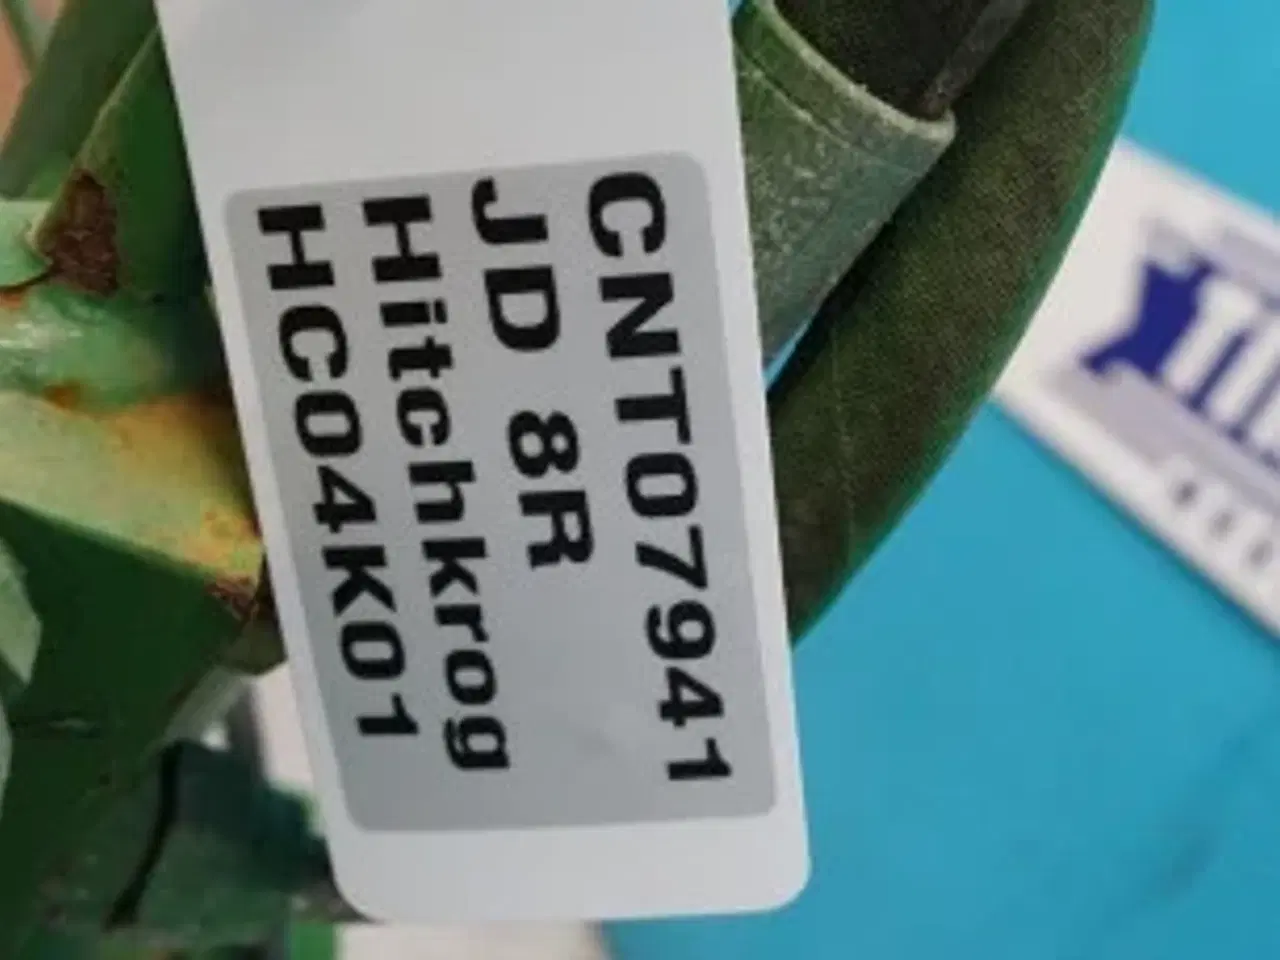 CNT07941
JD 8R
Hitchkrog
HC04K01